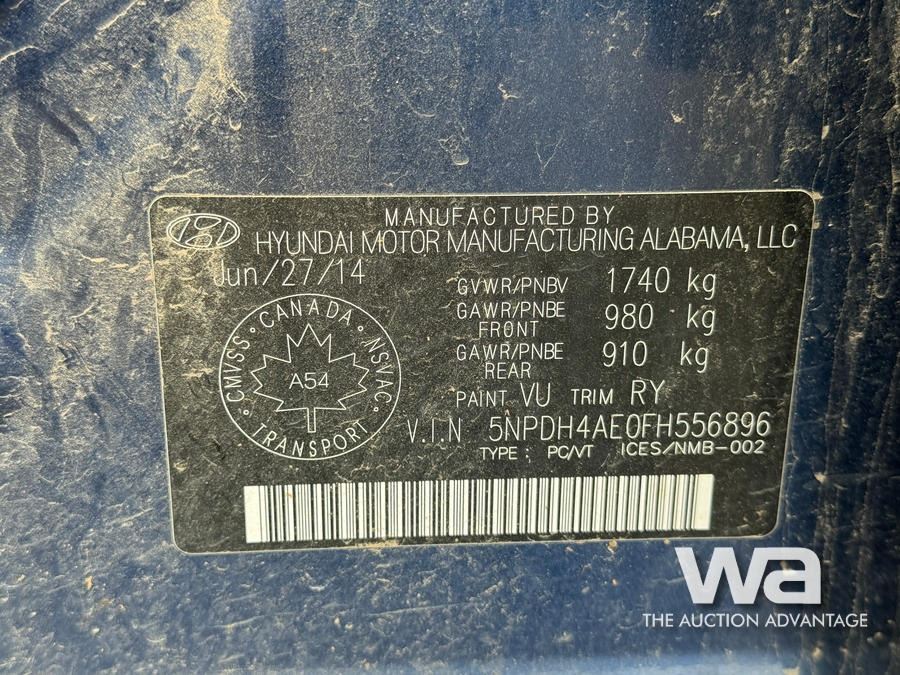 MANUFACTURED BY
HYUNDAI MOTOR MANUFACTURING ALABAMA, LLC
Jun/27/14
GVWR/PNBV 1740 kg
GAWR/PNBE FRONT 980 kg
GAWR/PNBE REAR 910 kg
PAINT VU TRIM RY
V.I.N 5NPDH4AE0FH556896
TYPE : PC/VT ICES/NMB-002
CMVSS · CANADA · NSVAC · TRANSPORT ·
A54
wa
THE AUCTION ADVANTAGE